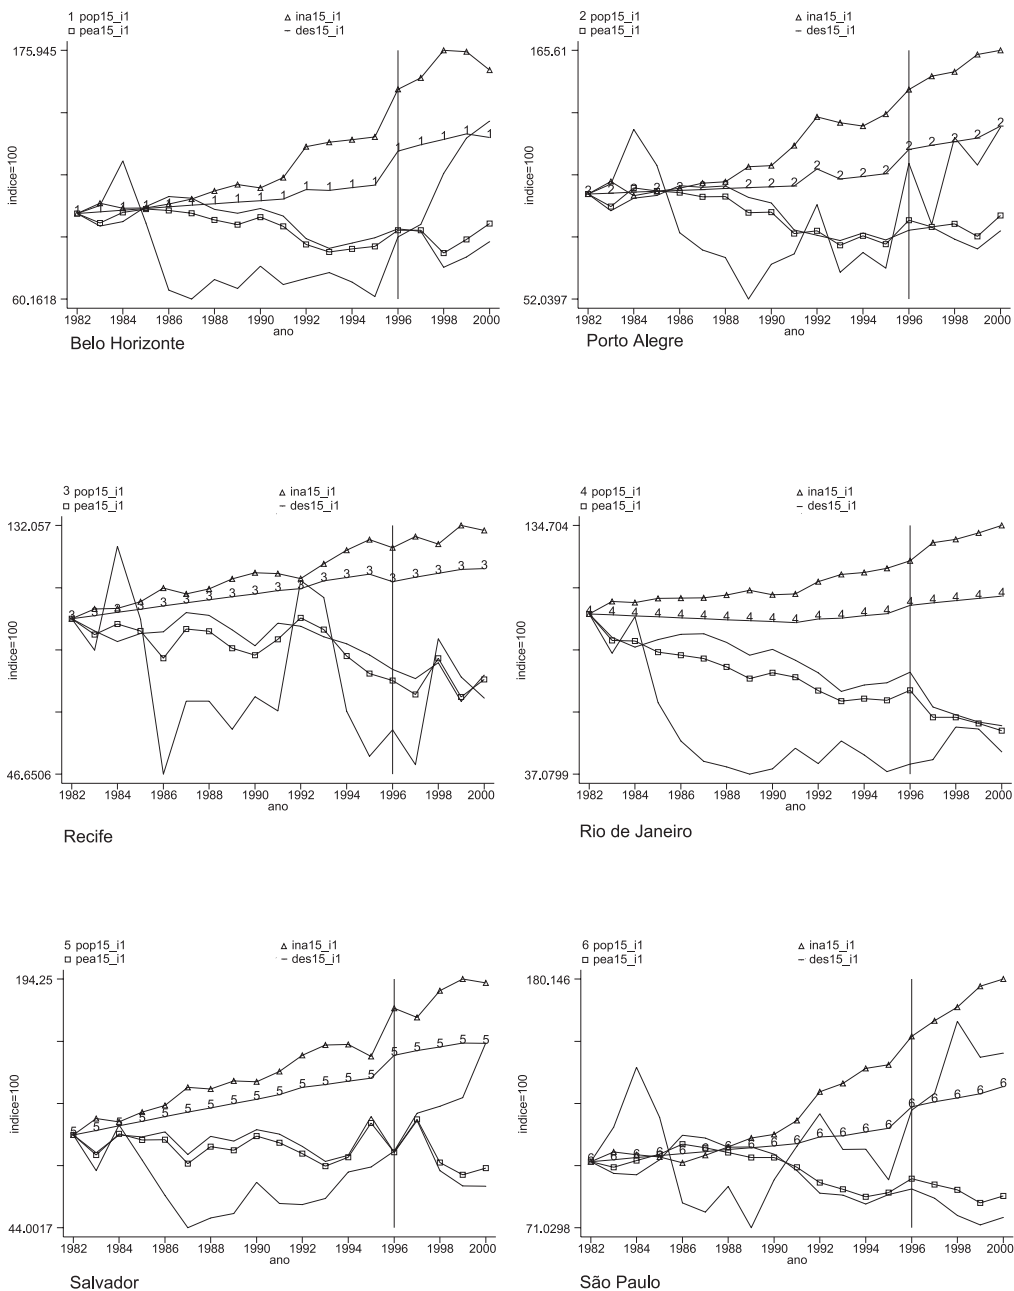 1 pop15_i1 ina15_i1
pea15_i1 des15_i1
175.945
indice=100
60.1618
1982 1984 1986 1988 1990 1992 1994 1996 1998 2000
ano
Belo Horizonte
2 pop15_i1 ina15_i1
pea15_i1 des15_i1
165.61
indice=100
52.0397
1982 1984 1986 1988 1990 1992 1994 1996 1998 2000
ano
Porto Alegre
3 pop15_i1 ina15_i1
pea15_i1 des15_i1
132.057
indice=100
46.6506
1982 1984 1986 1988 1990 1992 1994 1996 1998 2000
ano
Recife
4 pop15_i1 ina15_i1
pea15_i1 des15_i1
134.704
indice=100
37.0799
1982 1984 1986 1988 1990 1992 1994 1996 1998 2000
ano
Rio de Janeiro
5 pop15_i1 ina15_i1
pea15_i1 des15_i1
194.25
indice=100
44.0017
1982 1984 1986 1988 1990 1992 1994 1996 1998 2000
ano
Salvador
6 pop15_i1 ina15_i1
pea15_i1 des15_i1
180.146
indice=100
71.0298
1982 1984 1986 1988 1990 1992 1994 1996 1998 2000
ano
São Paulo